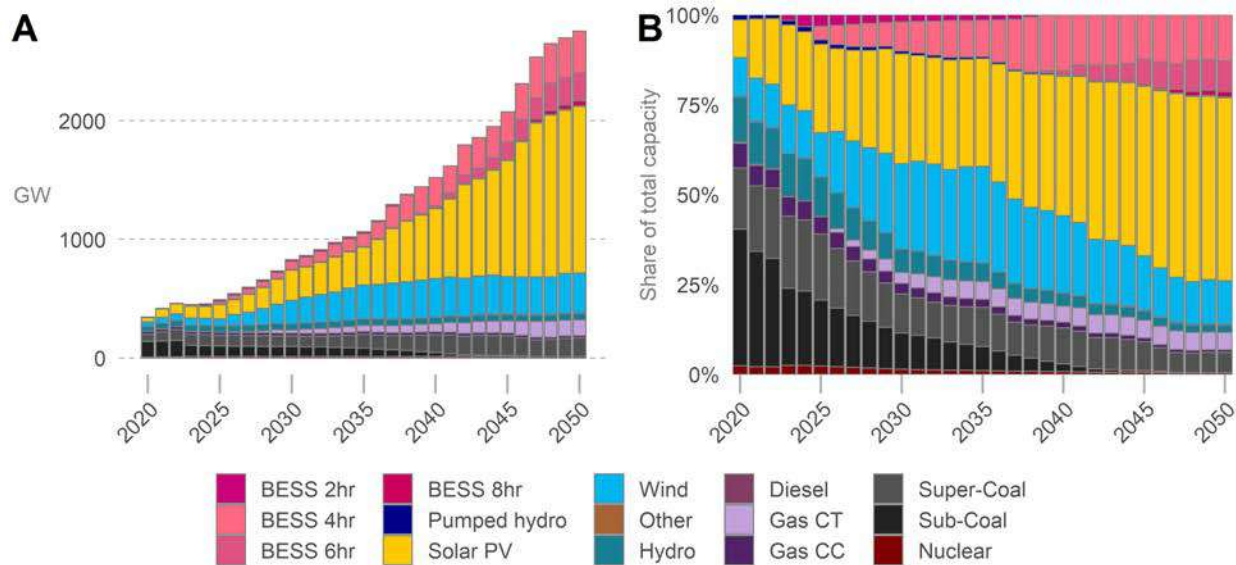 A
GW
2000
1000
0
2020
2025
2030
2035
2040
2045
2050
B
Share of total capacity
100%
75%
50%
25%
0%
2020
2025
2030
2035
2040
2045
2050
BESS 2hr
BESS 8hr
Wind
Diesel
Super-Coal
BESS 4hr
Pumped hydro
Other
Gas CT
Sub-Coal
BESS 6hr
Solar PV
Hydro
Gas CC
Nuclear